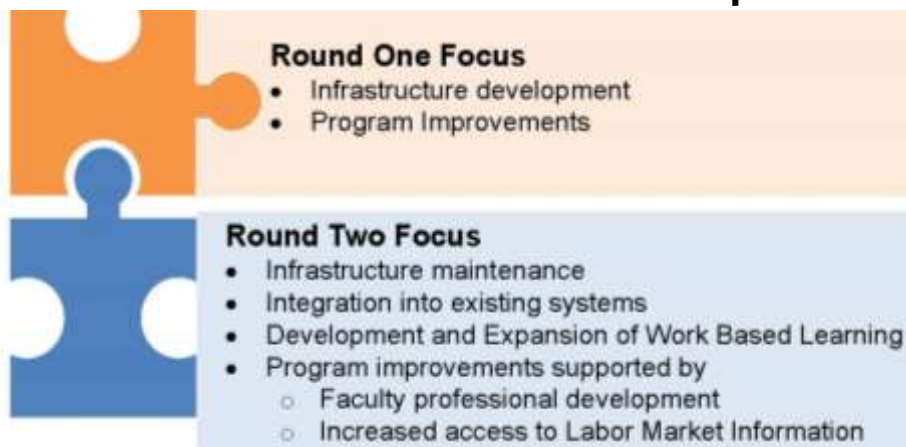 Round One Focus
• Infrastructure development
• Program Improvements
Round Two Focus
• Infrastructure maintenance
• Integration into existing systems
• Development and Expansion of Work Based Learning
• Program improvements supported by
○ Faculty professional development
○ Increased access to Labor Market Information